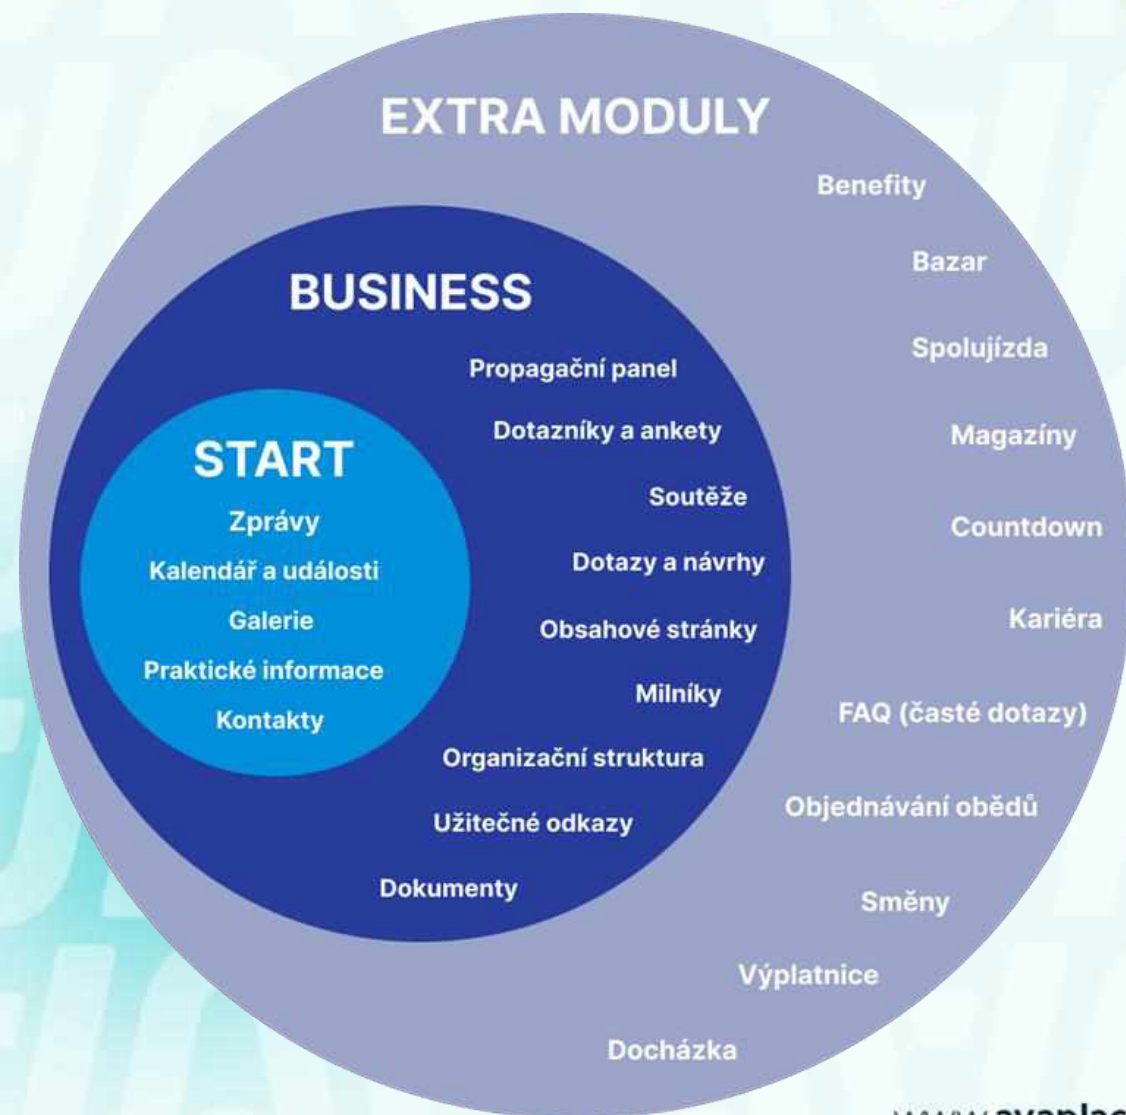 EXTRA MODULY
Benefity
Bazar
Spolujízda
Magazíny
Countdown
Kariéra
FAQ (časté dotazy)
Objednávání obědů
Směny
Výplatnice
Docházka
BUSINESS
Propagační panel
Dotazníky a ankety
Soutěže
Dotazy a návrhy
Obsahové stránky
Milníky
Organizační struktura
Užitečné odkazy
Dokumenty
START
Zprávy
Kalendář a události
Galerie
Praktické informace
Kontakty